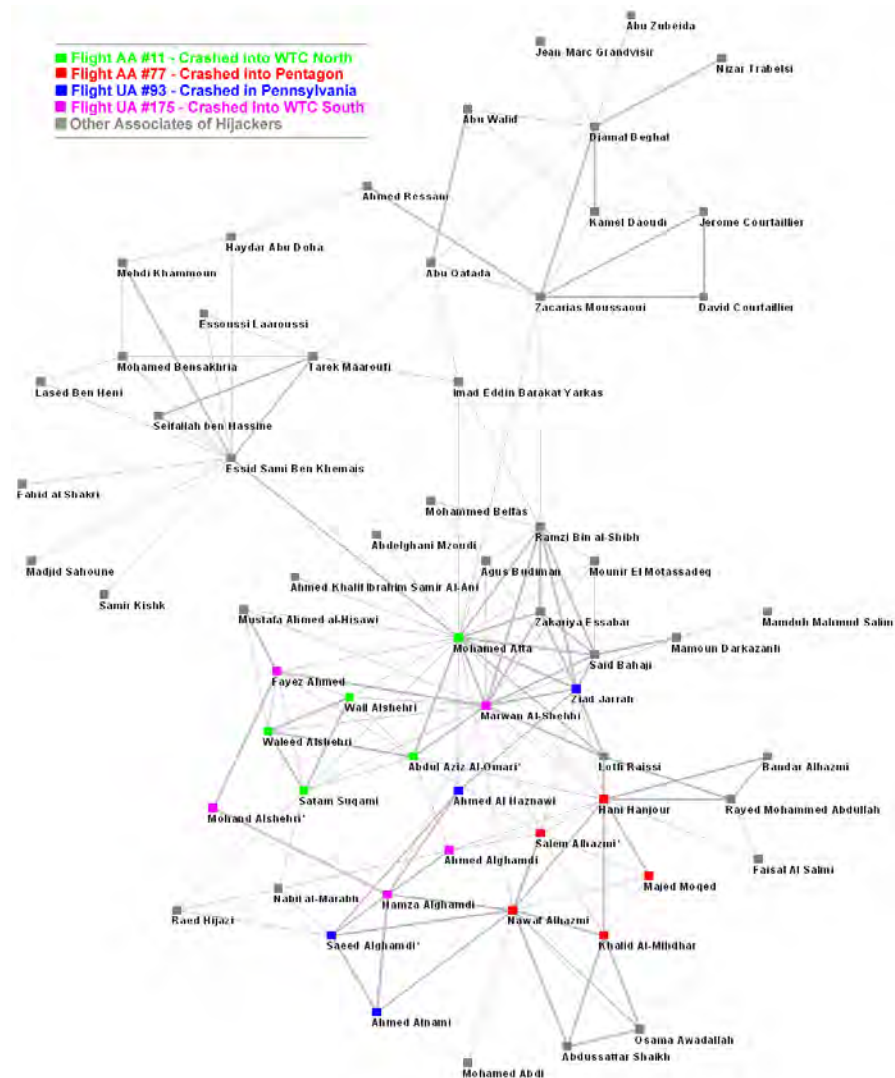 Abu Zubeida
Jean-Marc Grandvisir
Flight AA #11 - Crashed into WTC North
Flight AA #77 - Crashed into Pentagon
Flight UA #93 - Crashed in Pennsylvania
Flight UA #175 - Crashed Into WTC South
Other Associates of Hijackers
Nizar Trabelsi
Abu Walid
Djamal Beghal
Ahmed Ressam
Kamel Daoudi
Jerome Courtaillier
Haydar Abu Doha
Mehdi Khammoun
Abu Qatada
Zacarias Moussaoui
David Courtaillier
Essoussi Laaroussi
Mohamed Bensakhria
Tarek Maaroufi
Lased Ben Heni
Imad Eddin Barakat Yarkas
Seifallah ben Hassine
Essid Sami Ben Khemais
Fahid al Shakri
Mohammed Belfas
Ramzi Bin al-Shibh
Abdelghani Mzoudi
Agus Budiman
Mounir El Motassadeq
Madjid Sahoune
Ahmed Khalif Ibrahim Samir Al-Ani
Samir Kishk
Mustafa Ahmed al-Hisawi
Zakariya Essabar
Mamduh Mahmud Salim
Mohamed Atta
Said Bahaji
Mamoun Darkazanli
Fayez Ahmed
Ziad Jarrah
Wail Alshehri
Marwan Al-Shehhi
Waleed Alshehri
Abdul Aziz Al-Omari*
Lotfi Raissi
Bandar Alhazmi
Satam Suqami
Ahmed Al Haznawi
Hani Hanjour
Rayed Mohammed Abdullah
Mohand Alshehri*
Salem Alhazmi*
Ahmed Alghamdi
Faisal Al Salmi
Majed Moqed
Nabil al-Marabh
Hamza Alghamdi
Raed Hijazi
Nawaf Alhazmi
Saeed Alghamdi*
Khalid Al-Mihdhar
Ahmed Alnami
Osama Awadallah
Abdussattar Shaikh
Mohamed Abdi